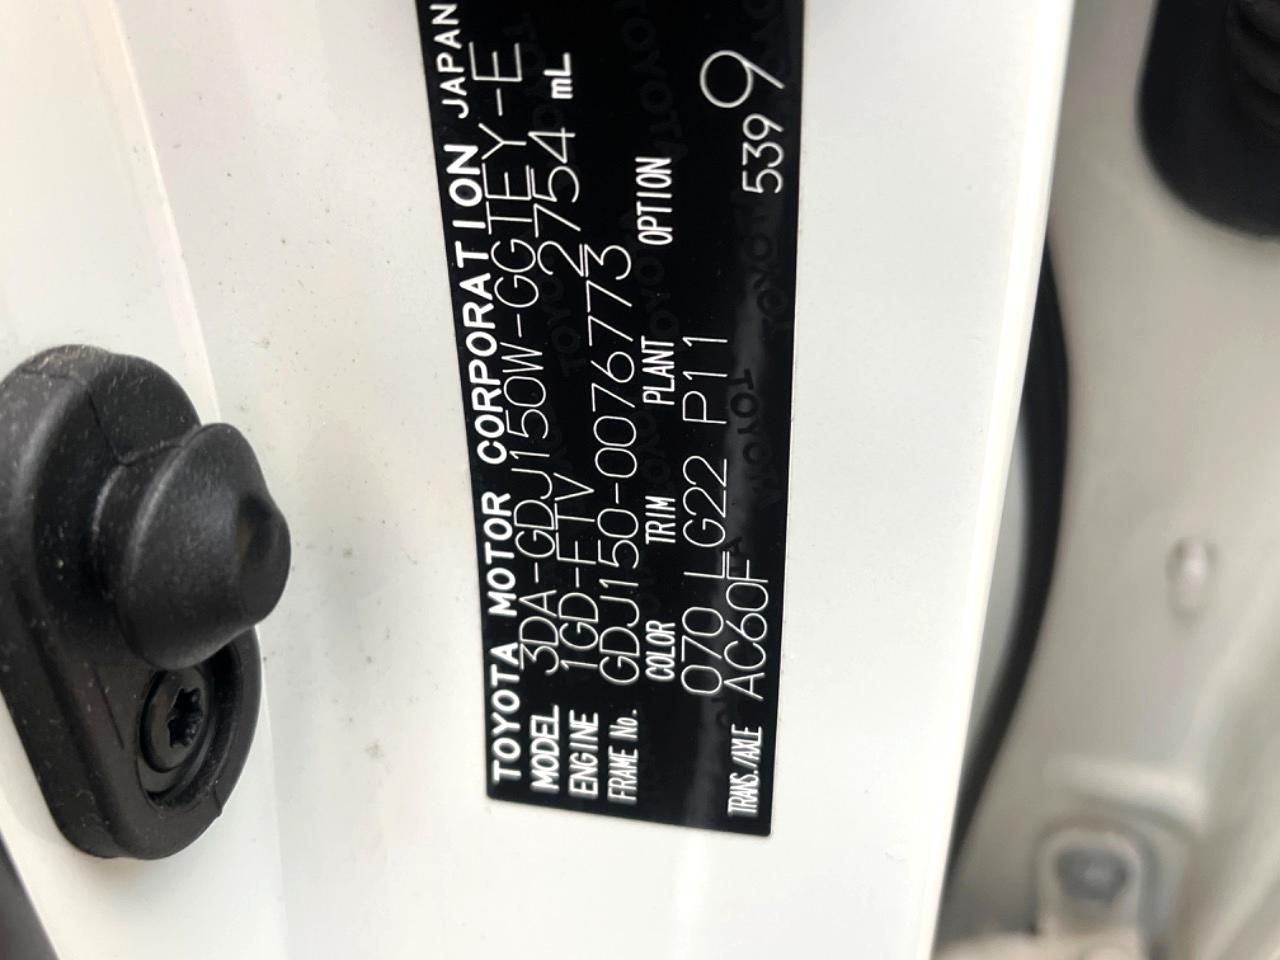 TOYOTA MOTOR CORPORATION JAPAN
MODEL 3DA-GDJ150W-GGTEY-E
ENGINE 1GD-FTV 2754 mL
FRAME No. GDJ150-0076773
COLOR TRIM PLANT OPTION
070 LG22 P11
TRANS./AXLE AC60F 5399